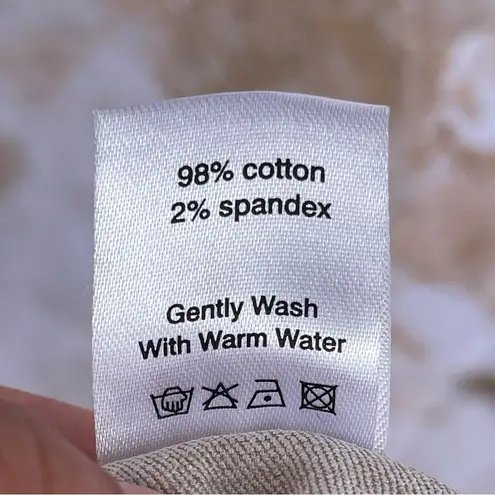 98% cotton
2% spandex
Gently Wash
With Warm Water